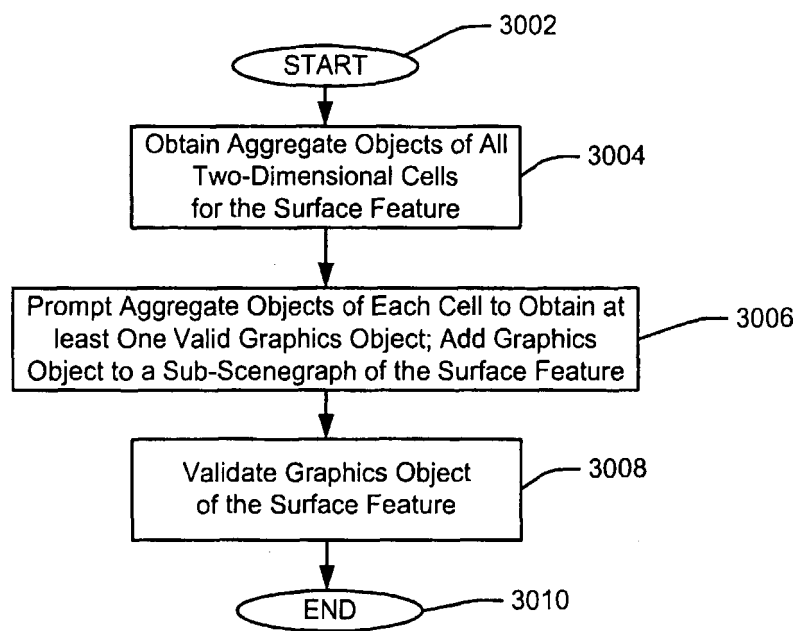 3002
START
Obtain Aggregate Objects of All
Two-Dimensional Cells
for the Surface Feature
3004
Prompt Aggregate Objects of Each Cell to Obtain at
least One Valid Graphics Object; Add Graphics
Object to a Sub-Scenegraph of the Surface Feature
3006
Validate Graphics Object
of the Surface Feature
3008
END
3010